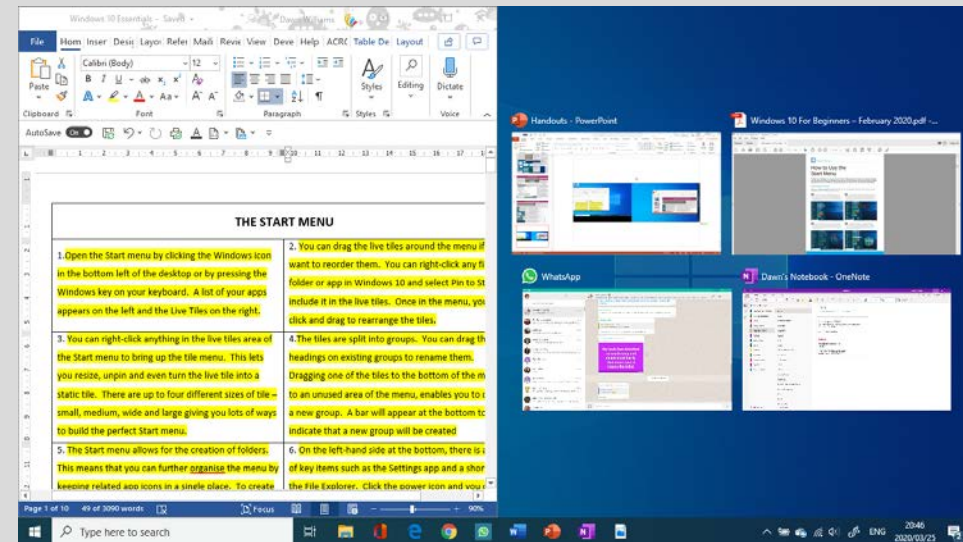 Windows 10 Essentials - Saved
Dawn Williams
File Hom Inser Desig Layou Refer Maili Revie View Deve Help ACRC Table De Layout
Calibri (Body) 12
Paste
Styles
Editing
Dictate
Clipboard Font Paragraph Styles Voice
AutoSave On
THE START MENU
1.Open the Start menu by clicking the Windows icon
in the bottom left of the desktop or by pressing the
Windows key on your keyboard. A list of your apps
appears on the left and the Live Tiles on the right.
2. You can drag the live tiles around the menu if
want to reorder them. You can right-click any fi
folder or app in Windows 10 and select Pin to St
include it in the live tiles. Once in the menu, you
click and drag to rearrange the tiles.
3. You can right-click anything in the live tiles area of
the Start menu to bring up the tile menu. This lets
you resize, unpin and even turn the live tile into a
static tile. There are up to four different sizes of tile –
small, medium, wide and large giving you lots of ways
to build the perfect Start menu.
4.The tiles are split into groups. You can drag th
headings on existing groups to rename them.
Dragging one of the tiles to the bottom of the m
to an unused area of the menu, enables you to c
a new group. A bar will appear at the bottom to
indicate that a new group will be created
5. The Start menu allows for the creation of folders.
This means that you can further organise the menu by
keeping related app icons in a single place. To create
6. On the left-hand side at the bottom, there is a
of key items such as the Settings app and a shor
the File Explorer. Click the power icon and you
Page 1 of 10 49 of 3090 words Focus 90%
Handouts - PowerPoint
Windows 10 For Beginners – February 2020.pdf -...
How to Use the
Start Menu
WhatsApp
Dawn's Notebook - OneNote
Type here to search
ENG
20:46
2020/03/25